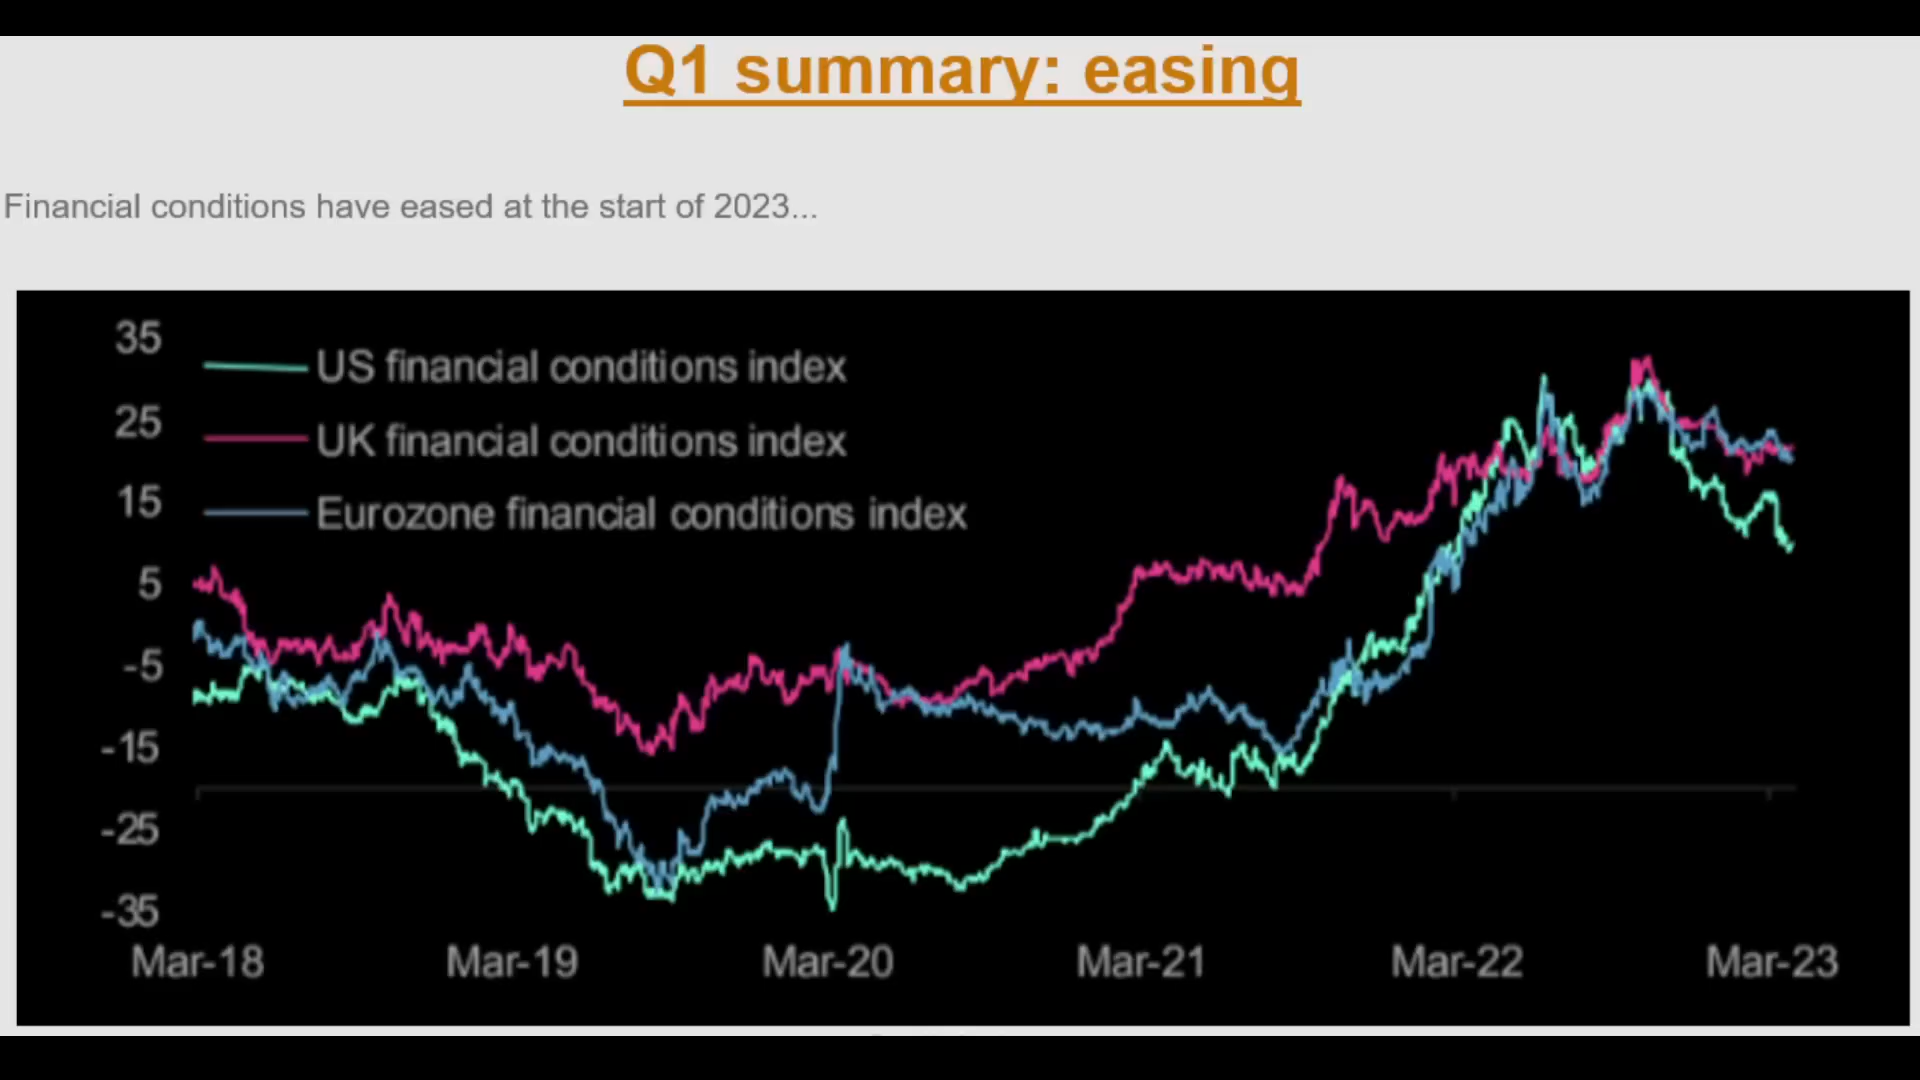 Q1 summary: easing
Financial conditions have eased at the start of 2023...
35
US financial conditions index
25
UK financial conditions index
15
Eurozone financial conditions index
5
-5
-15
-25
-35
Mar-18 Mar-19 Mar-20 Mar-21 Mar-22 Mar-23